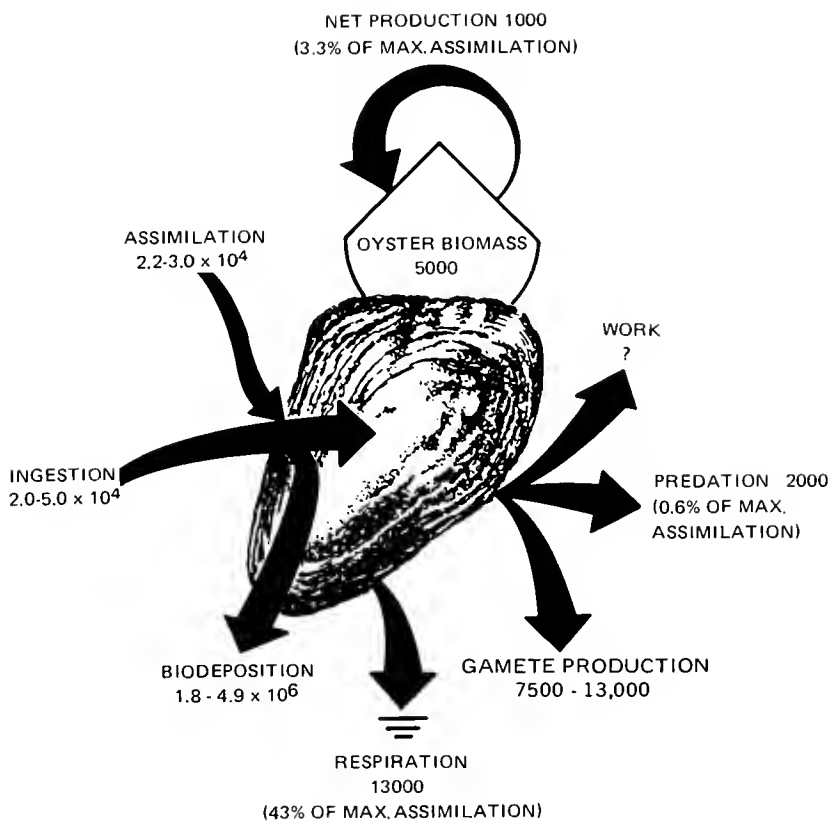 NET PRODUCTION 1000
(3.3% OF MAX. ASSIMILATION)
ASSIMILATION
2.2-3.0 x 10⁴
OYSTER BIOMASS
5000
WORK
?
INGESTION
2.0-5.0 x 10⁴
PREDATION 2000
(0.6% OF MAX.
ASSIMILATION)
BIODEPOSITION
1.8 - 4.9 x 10⁶
GAMETE PRODUCTION
7500 - 13,000
RESPIRATION
13000
(43% OF MAX. ASSIMILATION)